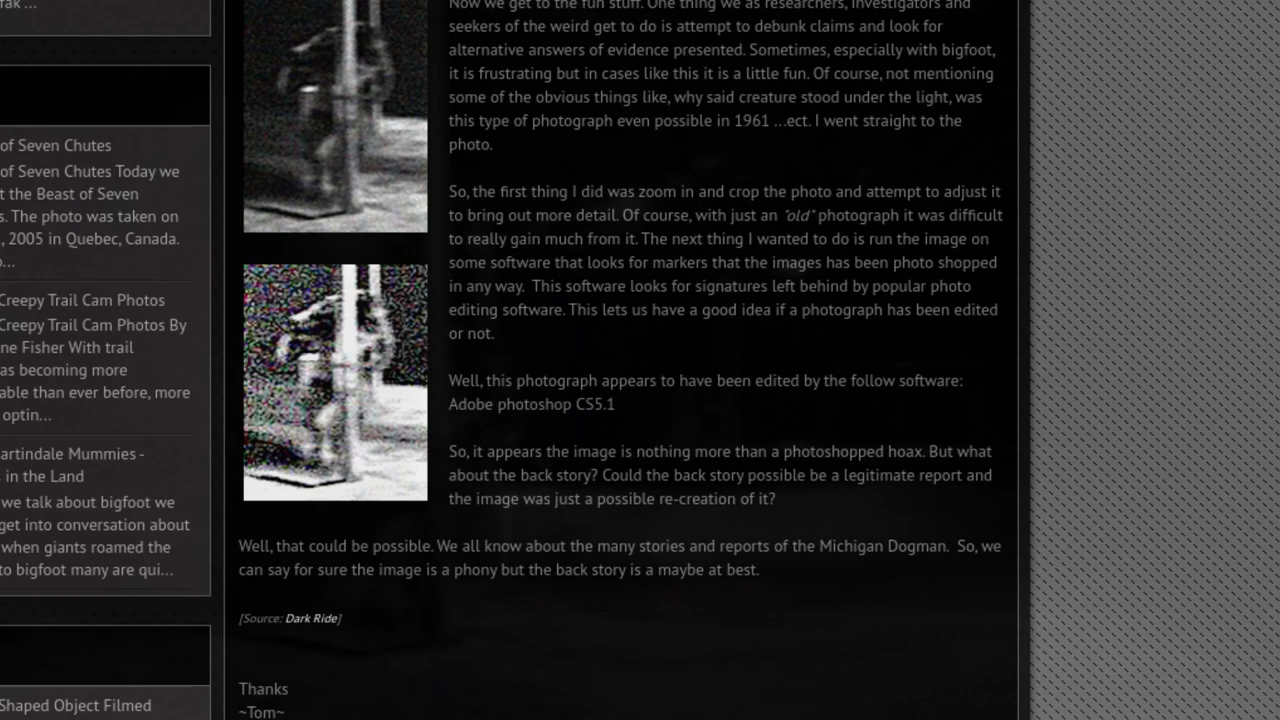 fak ...
of Seven Chutes
of Seven Chutes Today we
t the Beast of Seven
s. The photo was taken on
, 2005 in Quebec, Canada.
o...
Creepy Trail Cam Photos
Creepy Trail Cam Photos By
ne Fisher With trail
as becoming more
able than ever before, more
optin...
artindale Mummies -
s in the Land
we talk about bigfoot we
get into conversation about
when giants roamed the
to bigfoot many are qui...
Shaped Object Filmed
Now we get to the fun stuff. One thing we as researchers, investigators and
seekers of the weird get to do is attempt to debunk claims and look for
alternative answers of evidence presented. Sometimes, especially with bigfoot,
it is frustrating but in cases like this it is a little fun. Of course, not mentioning
some of the obvious things like, why said creature stood under the light, was
this type of photograph even possible in 1961 ...ect. I went straight to the
photo.
So, the first thing I did was zoom in and crop the photo and attempt to adjust it
to bring out more detail. Of course, with just an "old" photograph it was difficult
to really gain much from it. The next thing I wanted to do is run the image on
some software that looks for markers that the images has been photo shopped
in any way.  This software looks for signatures left behind by popular photo
editing software. This lets us have a good idea if a photograph has been edited
or not.
Well, this photograph appears to have been edited by the follow software:
Adobe photoshop CS5.1
So, it appears the image is nothing more than a photoshopped hoax. But what
about the back story? Could the back story possible be a legitimate report and
the image was just a possible re-creation of it?
Well, that could be possible. We all know about the many stories and reports of the Michigan Dogman.  So, we
can say for sure the image is a phony but the back story is a maybe at best.
[Source: Dark Ride]
Thanks
~Tom~